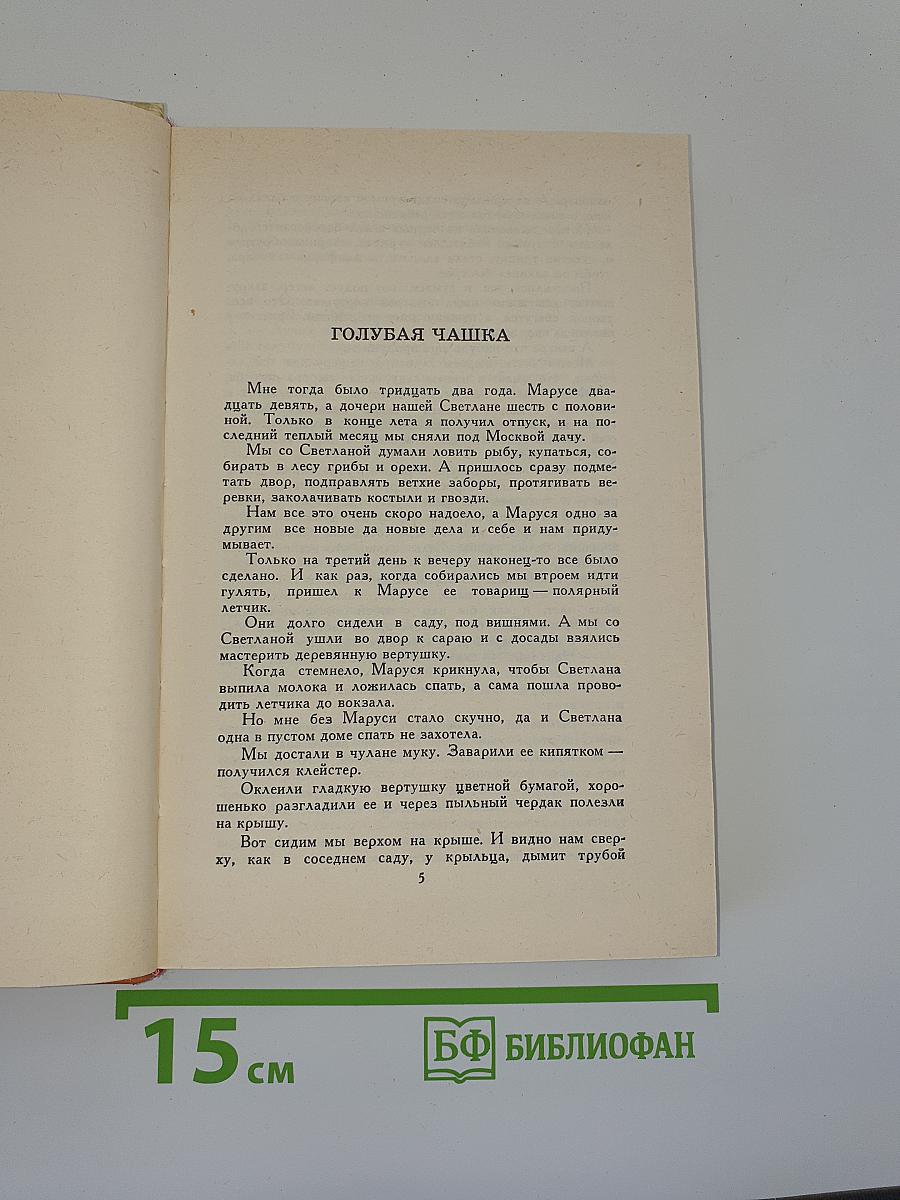 ГОЛУБАЯ ЧАШКА
Мне тогда было тридцать два года. Марусе два-
дцать девять, а дочери нашей Светлане шесть с полови-
ной. Только в конце лета я получил отпуск, и на по-
следний теплый месяц мы сняли под Москвой дачу.
Мы со Светланой думали ловить рыбу, купаться, со-
бирать в лесу грибы и орехи. А пришлось сразу подме-
тать двор, подправлять ветхие заборы, протягивать ве-
ревки, заколачивать костыли и гвозди.
Нам все это очень скоро надоело, а Маруся одно за
другим все новые да новые дела и себе и нам приду-
мывает.
Только на третий день к вечеру наконец-то все было
сделано. И как раз, когда собирались мы втроем идти
гулять, пришел к Марусе ее товарищ — полярный
летчик.
Они долго сидели в саду, под вишнями. А мы со
Светланой ушли во двор к сараю и с досады взялись
мастерить деревянную вертушку.
Когда стемнело, Маруся крикнула, чтобы Светлана
выпила молока и ложилась спать, а сама пошла прово-
дить летчика до вокзала.
Но мне без Маруси стало скучно, да и Светлана
одна в пустом доме спать не захотела.
Мы достали в чулане муку. Заварили ее кипятком —
получился клейстер.
Оклеили гладкую вертушку цветной бумагой, хоро-
шенько разгладили ее и через пыльный чердак полезли
на крышу.
Вот сидим мы верхом на крыше. И видно нам свер-
ху, как в соседнем саду, у крыльца, дымит трубой
5
15 см
БФ БИБЛИОФАН